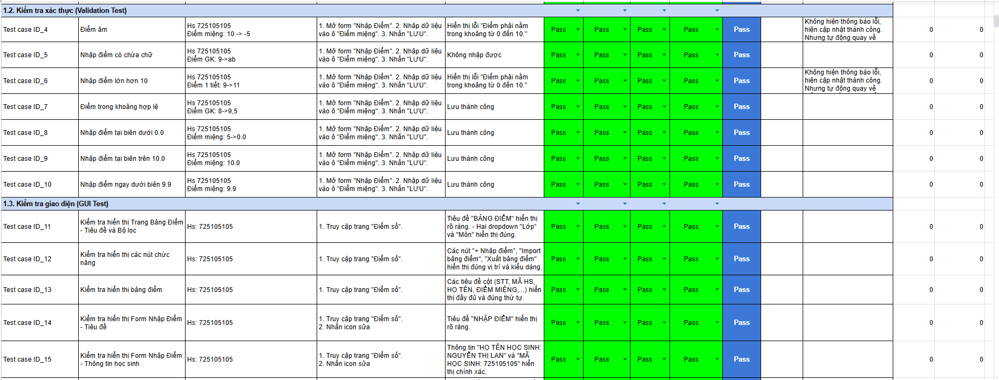 1.2. Kiểm tra xác thực (Validation Test)
Test case ID_4
Điểm âm
Hs 725105105
Điểm miệng: 10 -> -5
1. Mở form "Nhập Điểm". 2. Nhập dữ liệu
vào ô "Điểm miệng". 3. Nhấn "LƯU".
Hiển thị lỗi "Điểm phải nằm
trong khoảng từ 0 đến 10."
Pass
Pass
Pass
Pass
Pass
Không hiện thông báo lỗi,
hiện cập nhật thành công.
Nhưng tự động quay về
0
0
Test case ID_5
Nhập điểm có chứa chữ
Hs 725105105
Điểm GK: 9->ab
1. Mở form "Nhập Điểm". 2. Nhập dữ liệu
vào ô "Điểm miệng". 3. Nhấn "LƯU".
Không nhập được
Pass
Pass
Pass
Pass
Pass
0
0
Test case ID_6
Nhập điểm lớn hơn 10
Hs 725105105
Điểm 1 tiết: 9->11
1. Mở form "Nhập Điểm". 2. Nhập dữ liệu
vào ô "Điểm miệng". 3. Nhấn "LƯU".
Hiển thị lỗi "Điểm phải nằm
trong khoảng từ 0 đến 10."
Pass
Pass
Pass
Pass
Pass
Không hiện thông báo lỗi,
hiện cập nhật thành công.
Nhưng tự động quay về
0
0
Test case ID_7
Điểm trong khoảng hợp lệ
Hs 725105105
Điểm GK: 8->9,5
1. Mở form "Nhập Điểm". 2. Nhập dữ liệu
vào ô "Điểm miệng". 3. Nhấn "LƯU".
Lưu thành công
Pass
Pass
Pass
Pass
Pass
0
0
Test case ID_8
Nhập điểm tại biên dưới 0.0
Hs 725105105
Điểm miệng: 5->0.0
1. Mở form "Nhập Điểm". 2. Nhập dữ liệu
vào ô "Điểm miệng". 3. Nhấn "LƯU".
Lưu thành công
Pass
Pass
Pass
Pass
Pass
0
0
Test case ID_9
Nhập điểm tại biên trên 10.0
Hs 725105105
Điểm miệng: 10.0
1. Mở form "Nhập Điểm". 2. Nhập dữ liệu
vào ô "Điểm miệng". 3. Nhấn "LƯU".
Lưu thành công
Pass
Pass
Pass
Pass
Pass
0
0
Test case ID_10
Nhập điểm ngay dưới biên 9.9
Hs 725105105
Điểm miệng: 9.9
1. Mở form "Nhập Điểm". 2. Nhập dữ liệu
vào ô "Điểm miệng". 3. Nhấn "LƯU".
Lưu thành công
Pass
Pass
Pass
Pass
Pass
0
0
1.3. Kiểm tra giao diện (GUI Test)
Test case ID_11
Kiểm tra hiển thị Trang Bảng Điểm
- Tiêu đề và Bộ lọc
Hs: 725105105
1. Truy cập trang "Điểm số".
Tiêu đề "BẢNG ĐIỂM" hiển thị
rõ ràng. - Hai dropdown "Lớp"
và "Môn" hiển thị đúng.
Pass
Pass
Pass
Pass
Pass
0
0
Test case ID_12
Kiểm tra hiển thị các nút chức
năng
Hs: 725105105
1. Truy cập trang "Điểm số".
Các nút "+ Nhập điểm", "Import
bảng điểm", "Xuất bảng điểm"
hiển thị đúng vị trí và kiểu dáng.
Pass
Pass
Pass
Pass
Pass
0
0
Test case ID_13
Kiểm tra hiển thị bảng điểm
Hs: 725105105
1. Truy cập trang "Điểm số".
Các tiêu đề cột (STT, MÃ HS,
HỌ TÊN, ĐIỂM MIỆNG,...) hiển
thị đầy đủ và đúng thứ tự.
Pass
Pass
Pass
Pass
Pass
0
0
Test case ID_14
Kiểm tra hiển thị Form Nhập Điểm
- Tiêu đề
Hs: 725105105
1. Truy cập trang "Điểm số".
2. Nhấn icon sửa
Tiêu đề "NHẬP ĐIỂM" hiển thị
rõ ràng.
Pass
Pass
Pass
Pass
Pass
0
0
Test case ID_15
Kiểm tra hiển thị Form Nhập Điểm
- Thông tin học sinh
Hs: 725105105
1. Truy cập trang "Điểm số".
2. Nhấn icon sửa
Thông tin "HỌ TÊN HỌC SINH:
NGUYỄN THỊ LAN" và "MÃ
HỌC SINH: 725105105" hiển
thị chính xác.
Pass
Pass
Pass
Pass
Pass
0
0